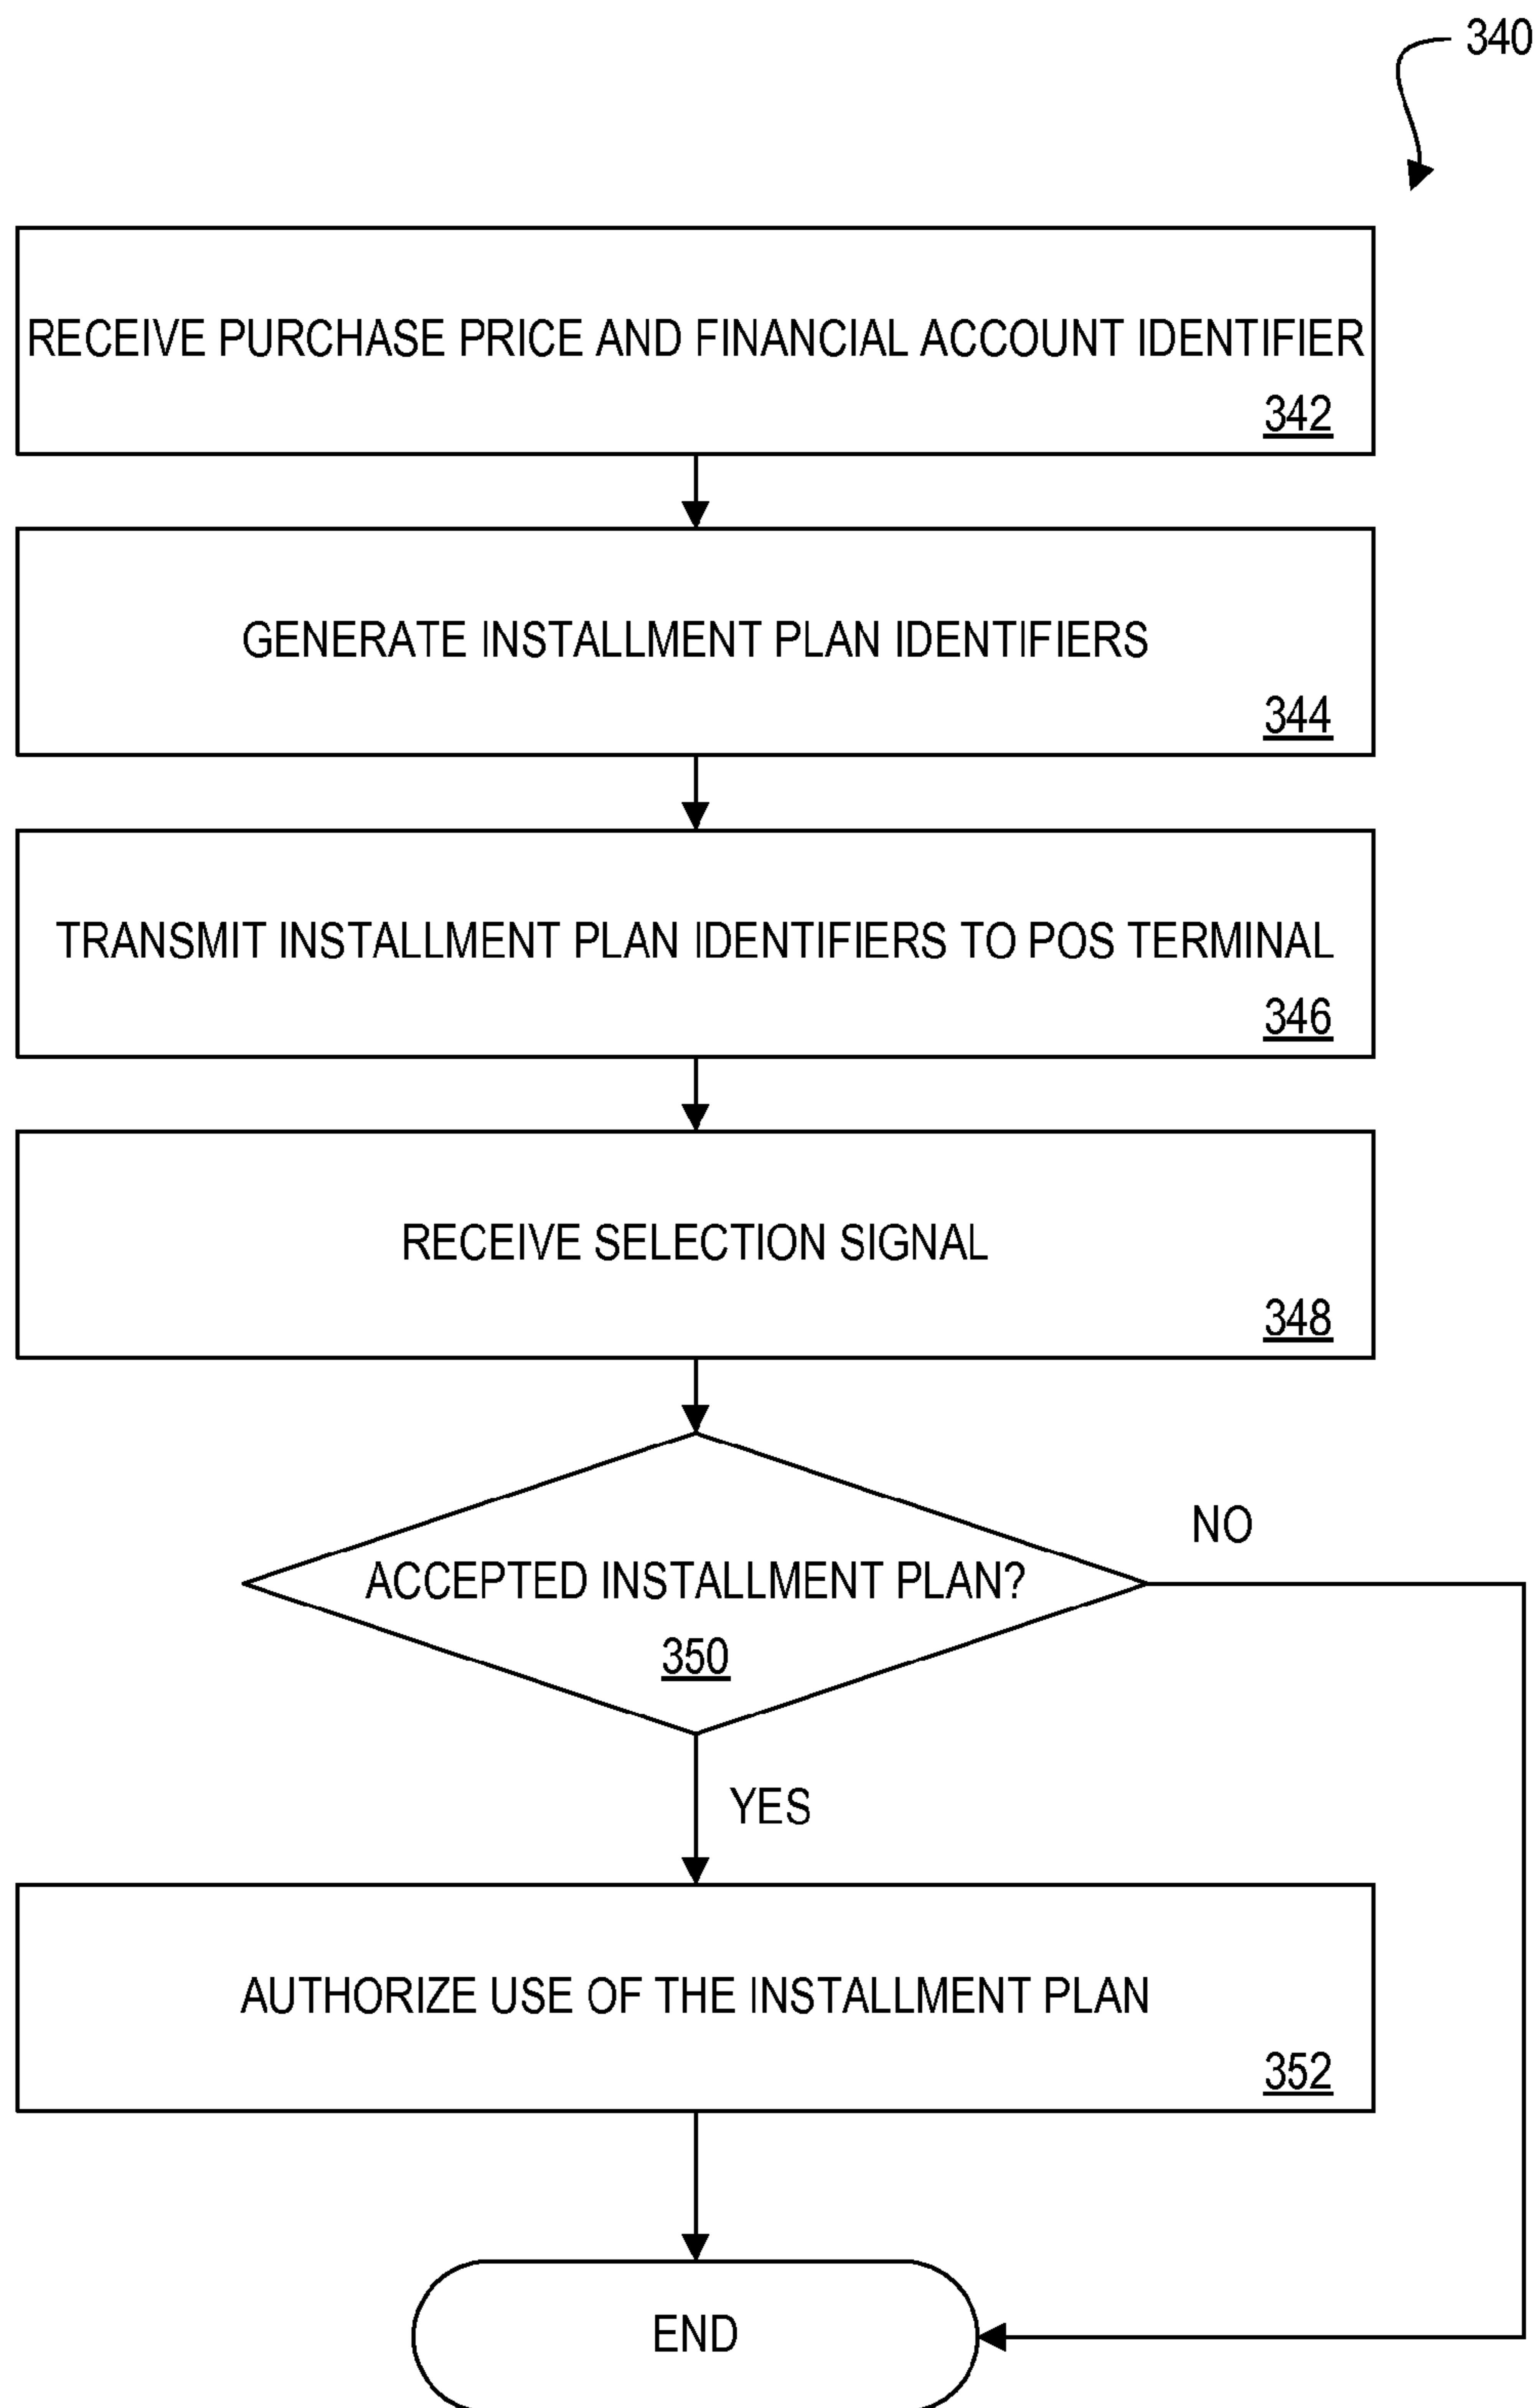 340
RECEIVE PURCHASE PRICE AND FINANCIAL ACCOUNT IDENTIFIER
342
GENERATE INSTALLMENT PLAN IDENTIFIERS
344
TRANSMIT INSTALLMENT PLAN IDENTIFIERS TO POS TERMINAL
346
RECEIVE SELECTION SIGNAL
348
NO
ACCEPTED INSTALLMENT PLAN?
350
YES
AUTHORIZE USE OF THE INSTALLMENT PLAN
352
END